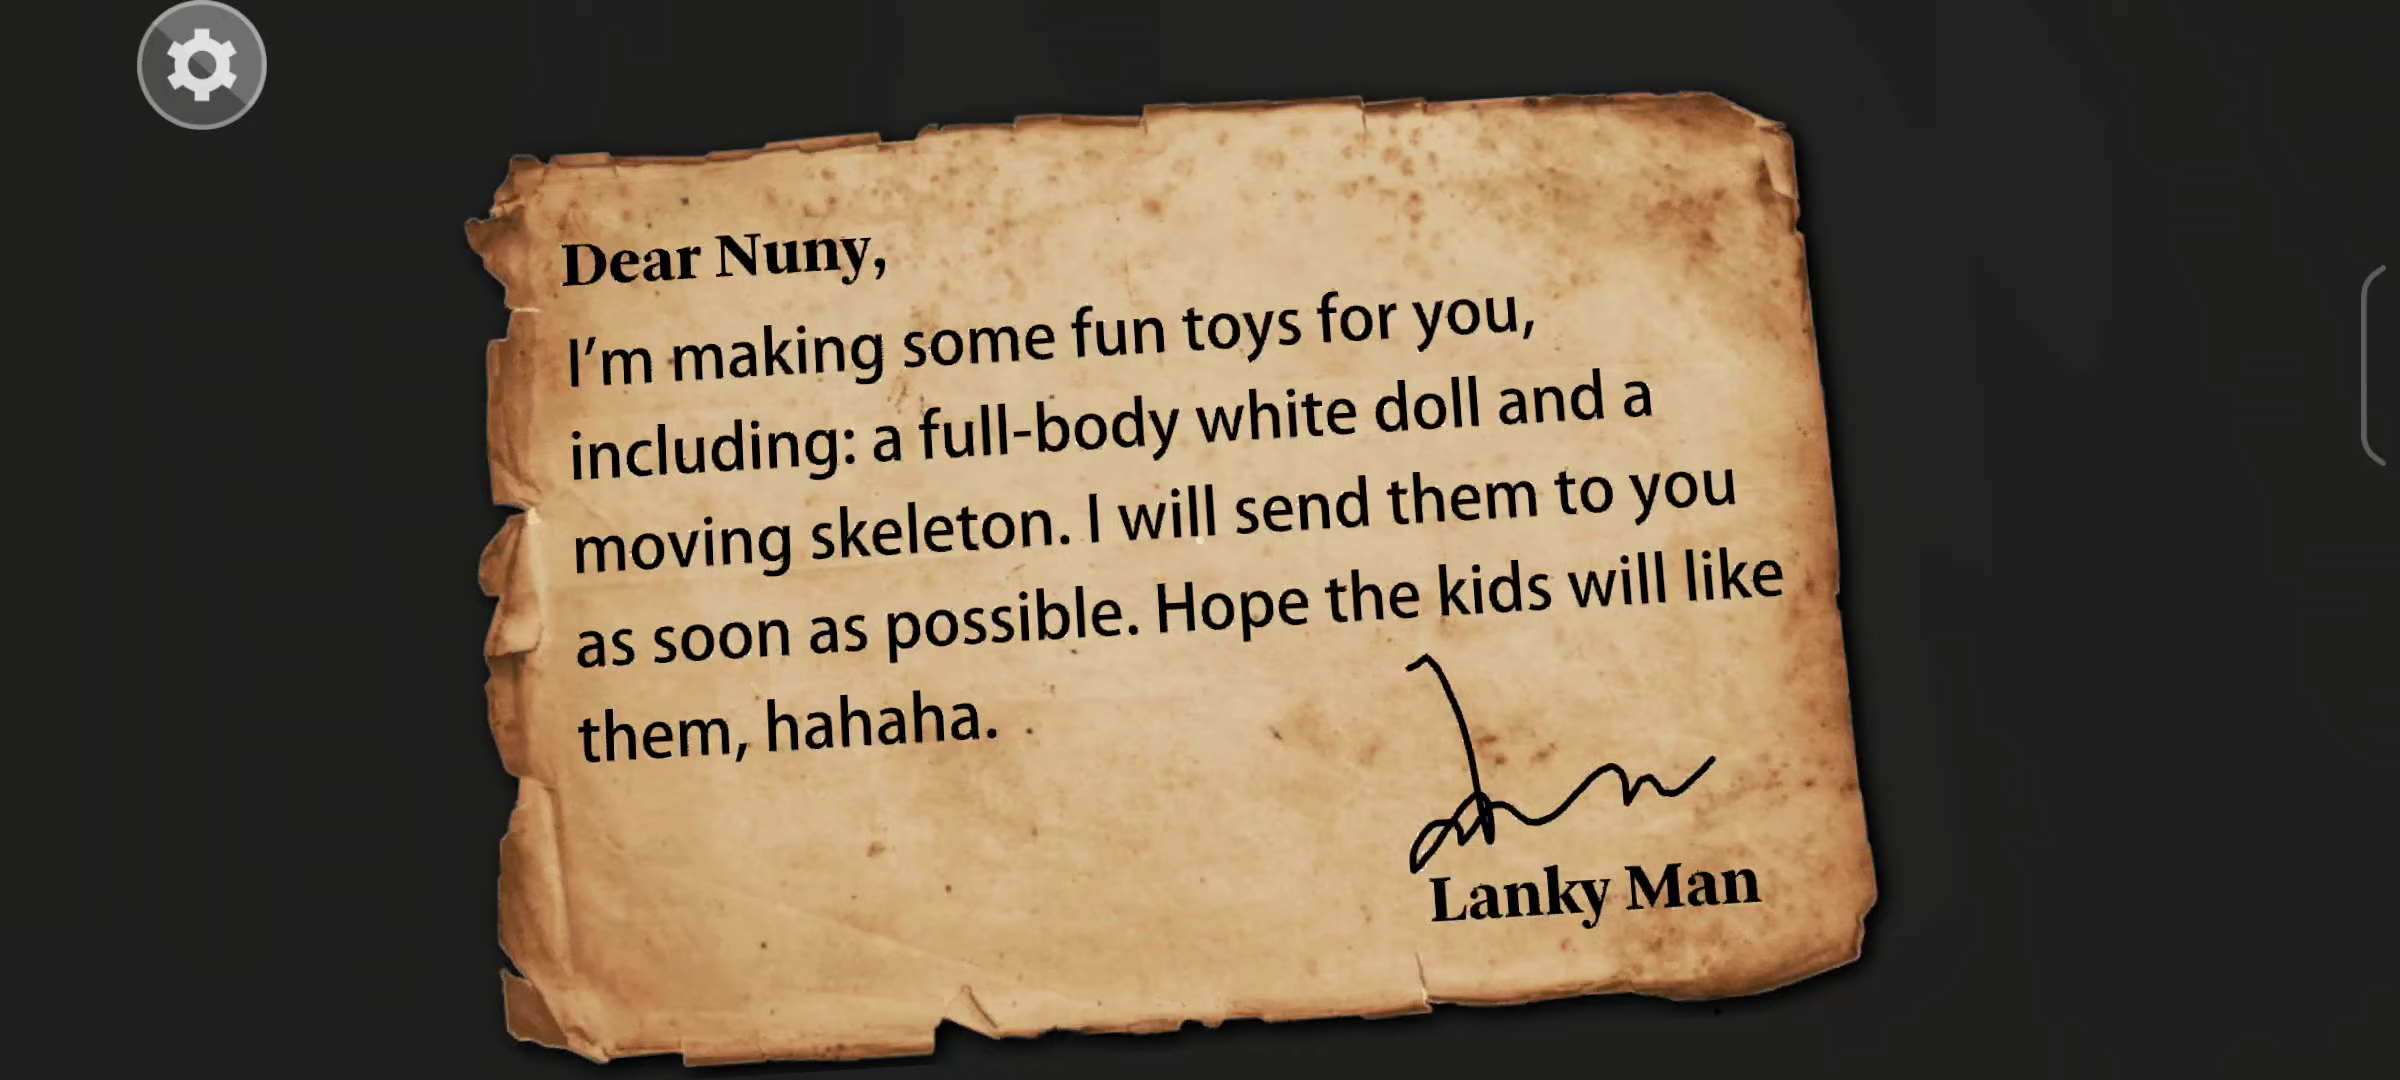 Dear Nuny,
I'm making some fun toys for you,
including: a full-body white doll and a
moving skeleton. I will send them to you
as soon as possible. Hope the kids will like
them, hahaha.
Lanky Man